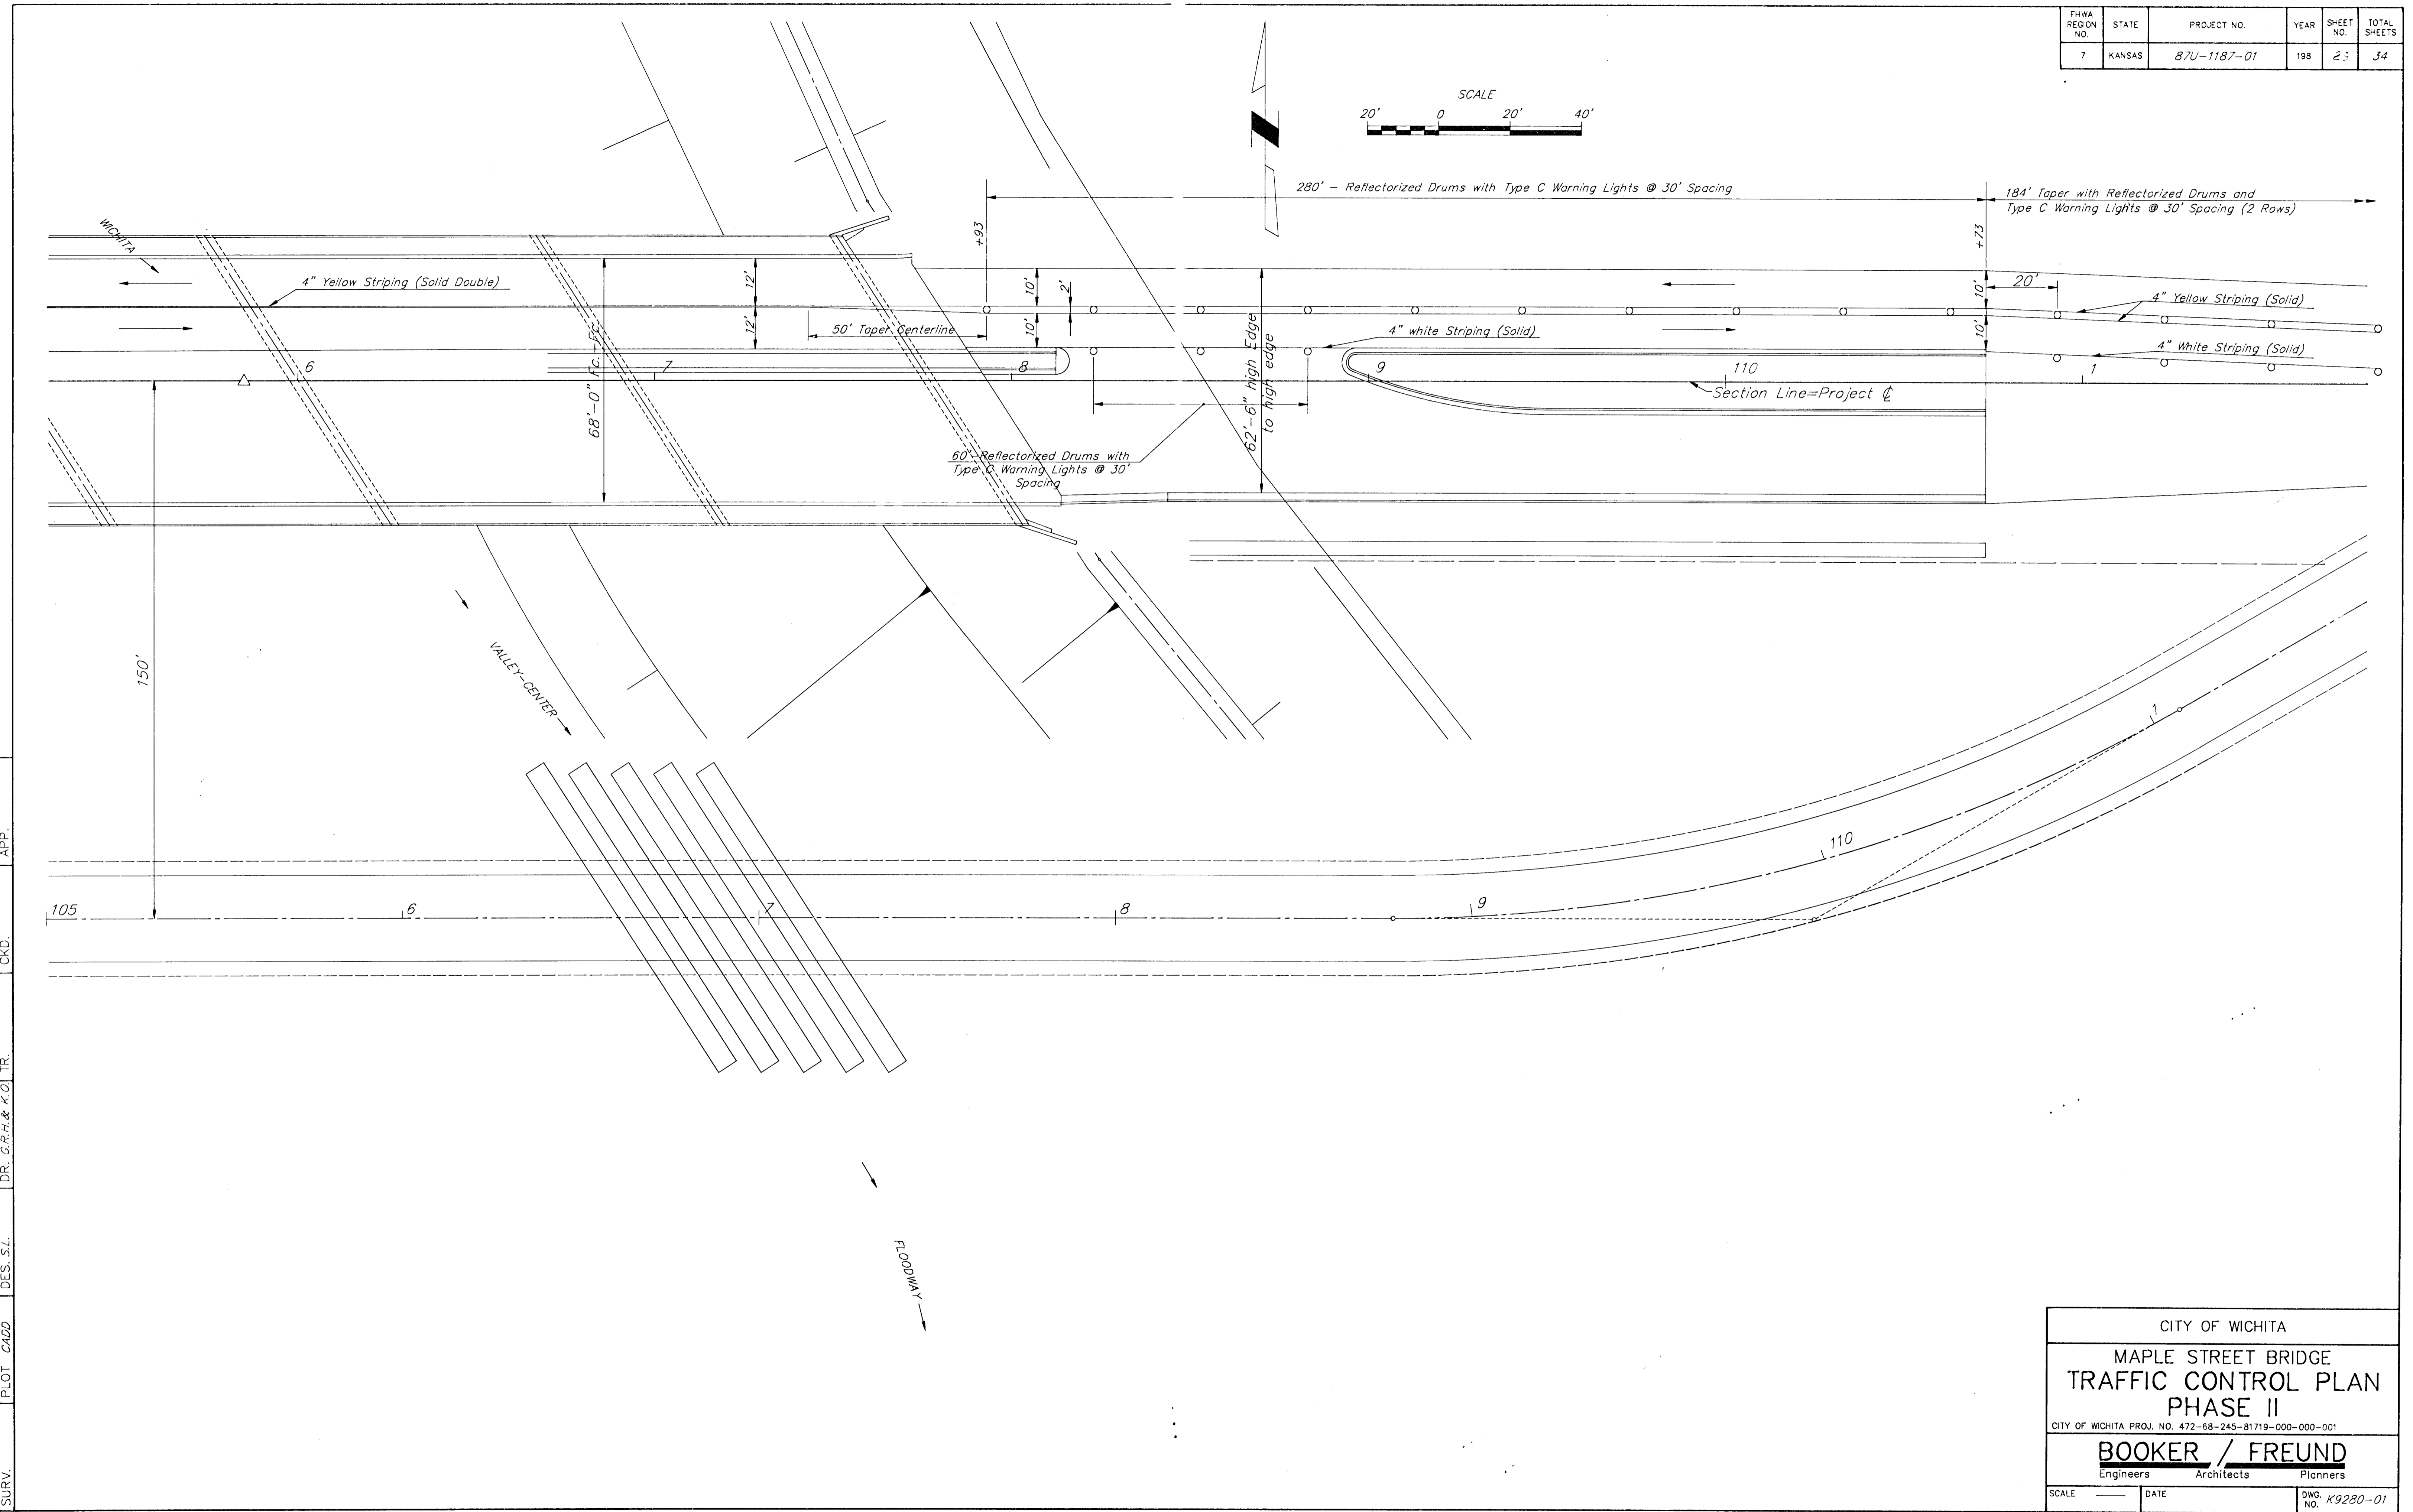 FHWA REGION NO.
STATE
PROJECT NO.
YEAR
SHEET NO.
TOTAL SHEETS
7
KANSAS
87U-1187-01
198
34
SCALE
20'
0
20'
40'
280' - Reflectorized Drums with Type C Warning Lights @ 30' Spacing
184' Taper with Reflectorized Drums and
Type C Warning Lights @ 30' Spacing (2 Rows)
+93
+73
WICHITA
4" Yellow Striping (Solid Double)
12'
10'
2'
10'
20'
4" Yellow Striping (Solid)
12'
50' Taper Centerline
10'
4" white Striping (Solid)
10'
4" White Striping (Solid)
6
7
8
9
110
1
68'-0" Fc.-Fc.
62'-6" high Edge
to high edge
Section Line=Project ℄
60'-Reflectorized Drums with
Type C Warning Lights @ 30'
Spacing
150'
VALLEY-CENTER
1
110
105
6
7
8
9
FLOODWAY
APP.
CKD.
TR.
DR. G.R.H.& K.O.
DES. S.L.
PLOT CADD
SURV.
CITY OF WICHITA
MAPLE STREET BRIDGE
TRAFFIC CONTROL PLAN
PHASE II
CITY OF WICHITA PROJ. NO. 472-68-245-81719-000-000-001
BOOKER / FREUND
Engineers Architects Planners
SCALE
DATE
DWG. NO. K9280-01